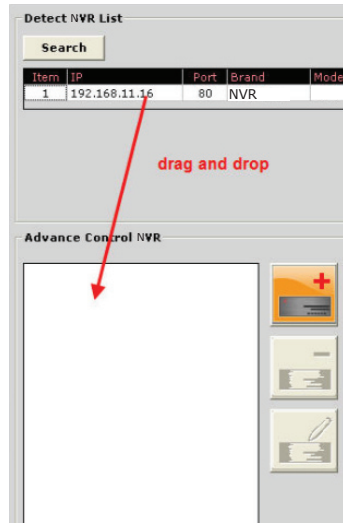 Detect NVR List
Search
Item IP Port Brand Mode
1 192.168.11.16 80 NVR
drag and drop
Advance Control NVR